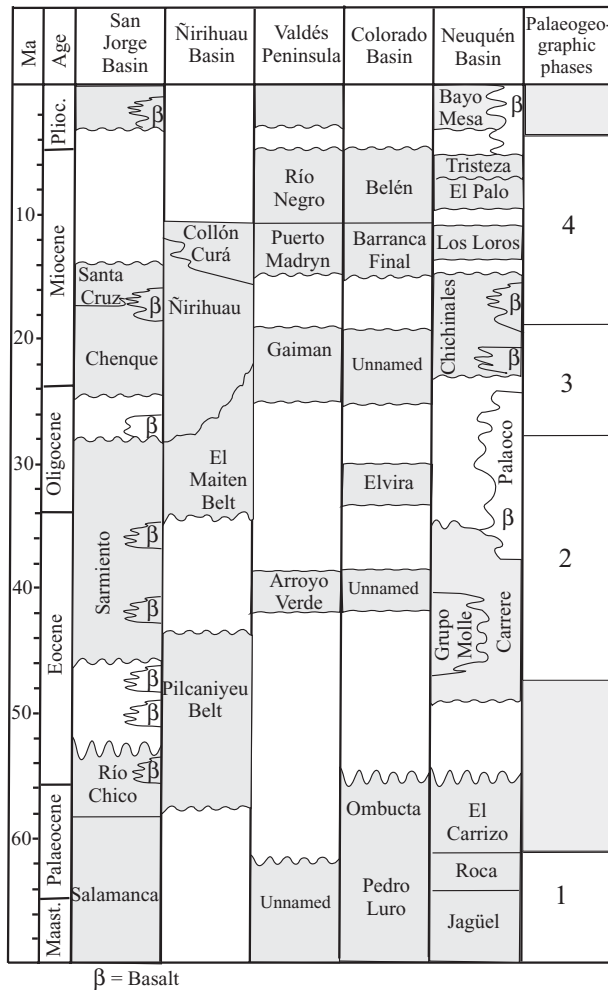 Ma
Age
San
Jorge
Basin
Ñirihuau
Basin
Valdés
Peninsula
Colorado
Basin
Neuquén
Basin
Palaeogeo-
graphic
phases
10
20
30
40
50
60
Plioc.
Miocene
Oligocene
Eocene
Palaeocene
Maast.
β
Santa
Cruz
β
Chenque
β
Sarmiento
β
β
β
β
Río
Chico
β
Salamanca
Collón
Curá
Ñirihuau
El
Maiten
Belt
Pilcaniyeu
Belt
Río
Negro
Puerto
Madryn
Gaiman
Arroyo
Verde
Unnamed
Belén
Barranca
Final
Unnamed
Elvira
Unnamed
Ombucta
Pedro
Luro
Bayo
Mesa
β
Tristeza
El Palo
Los Loros
Chichinales
β
β
Palaoco
β
Grupo
Molle
Carrere
El
Carrizo
Roca
Jagüel
4
3
2
1
β = Basalt